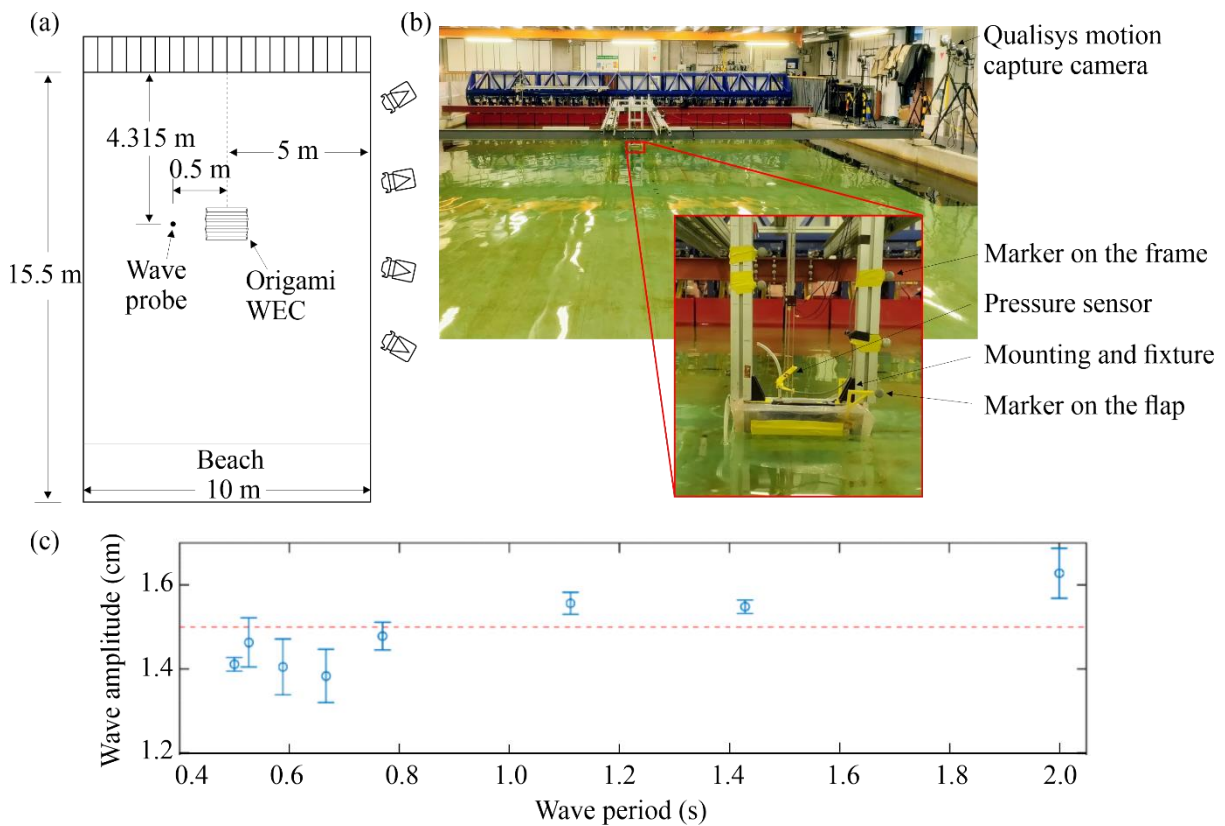 (a)
4.315 m
5 m
0.5 m
Wave
probe
Origami
WEC
15.5 m
Beach
10 m
(b)
Qualisys motion
capture camera
Marker on the frame
Pressure sensor
Mounting and fixture
Marker on the flap
(c)
Wave amplitude (cm)
1.6
1.4
1.2
0.4
0.6
0.8
1.0
1.2
1.4
1.6
1.8
2.0
Wave period (s)